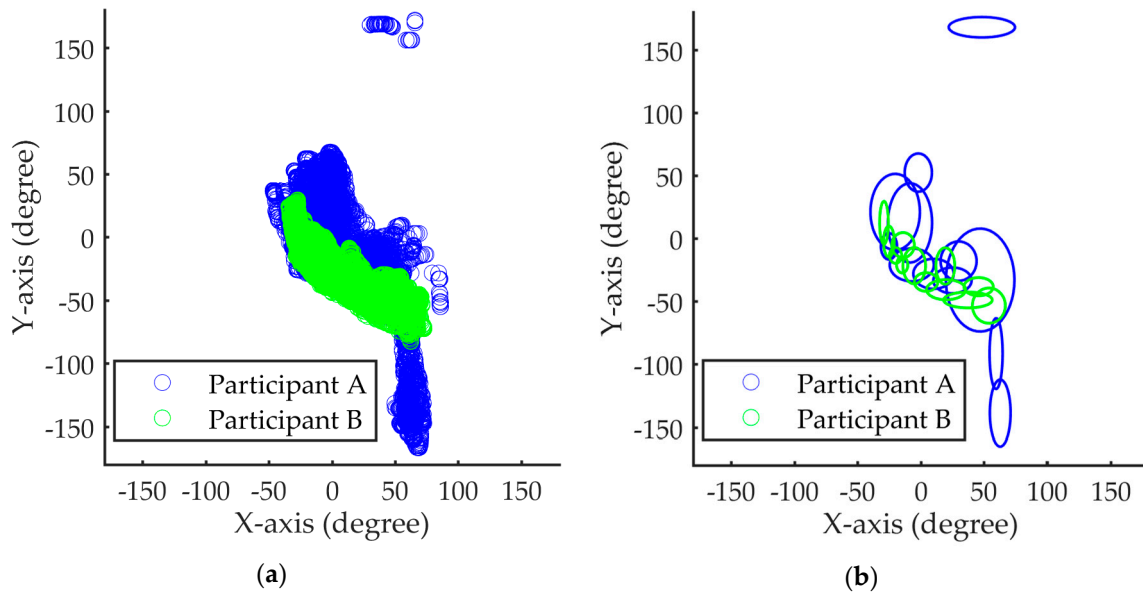 150
100
50
0
-50
-100
-150
Y-axis (degree)
Participant A
Participant B
-150 -100 -50 0 50 100 150
X-axis (degree)
(a)
150
100
50
0
-50
-100
-150
Y-axis (degree)
Participant A
Participant B
-150 -100 -50 0 50 100 150
X-axis (degree)
(b)